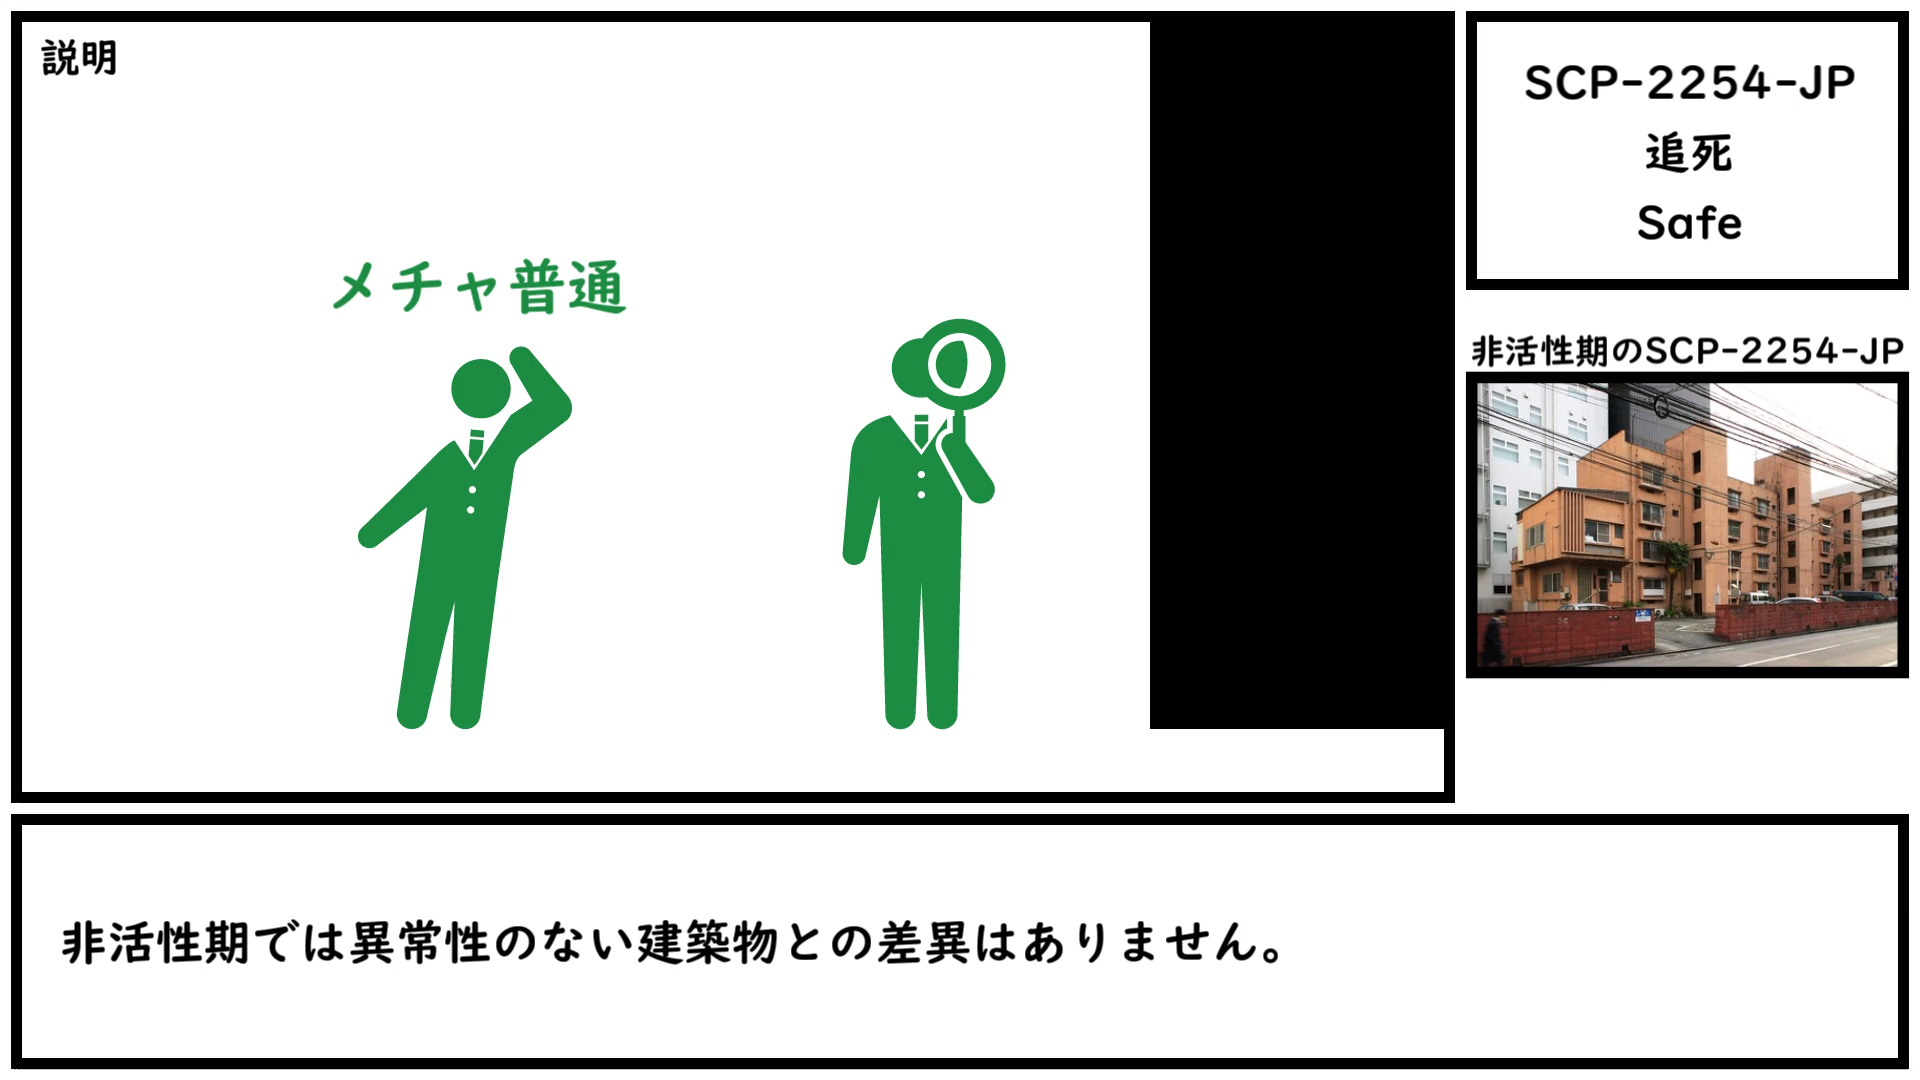 説明
メチャ普通
SCP-2254-JP
追死
Safe
非活性期のSCP-2254-JP
非活性期では異常性のない建築物との差異はありません。